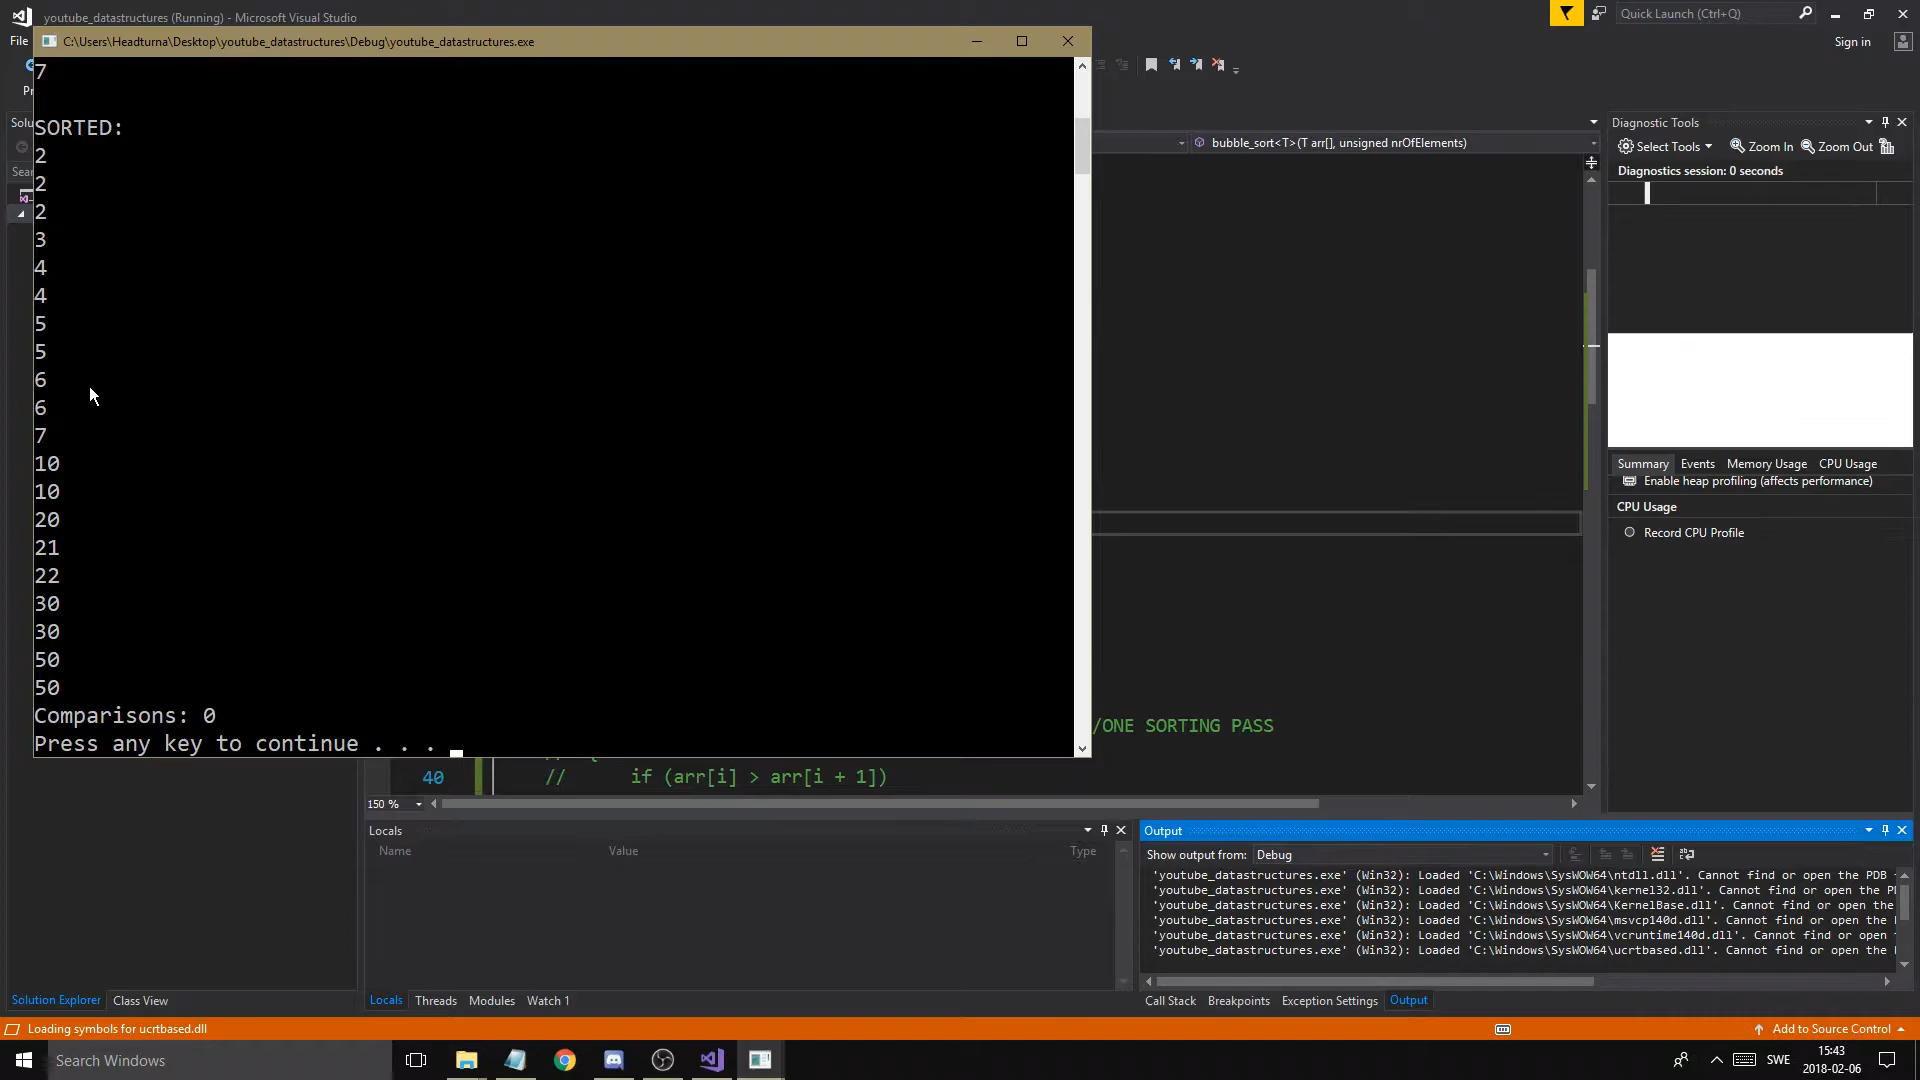 youtube_datastructures (Running) - Microsoft Visual Studio
Quick Launch (Ctrl+Q)
File
Sign in
C:\Users\Headturna\Desktop\youtube_datastructures\Debug\youtube_datastructures.exe
7
SORTED:
2
2
2
3
4
4
5
5
6
6
7
10
10
20
21
22
30
30
50
50
Comparisons: 0
Press any key to continue . . .
bubble_sort<T>(T arr[], unsigned nrOfElements)
/ONE SORTING PASS
40 // if (arr[i] > arr[i + 1])
150 %
Diagnostic Tools
Select Tools Zoom In Zoom Out
Diagnostics session: 0 seconds
Summary Events Memory Usage CPU Usage
Enable heap profiling (affects performance)
CPU Usage
Record CPU Profile
Locals
Name Value Type
Locals Threads Modules Watch 1
Output
Show output from: Debug
'youtube_datastructures.exe' (Win32): Loaded 'C:\Windows\SysWOW64\ntdll.dll'. Cannot find or open the PDB
'youtube_datastructures.exe' (Win32): Loaded 'C:\Windows\SysWOW64\kernel32.dll'. Cannot find or open the
'youtube_datastructures.exe' (Win32): Loaded 'C:\Windows\SysWOW64\KernelBase.dll'. Cannot find or open the
'youtube_datastructures.exe' (Win32): Loaded 'C:\Windows\SysWOW64\msvcp140d.dll'. Cannot find or open the
'youtube_datastructures.exe' (Win32): Loaded 'C:\Windows\SysWOW64\vcruntime140d.dll'. Cannot find or open
'youtube_datastructures.exe' (Win32): Loaded 'C:\Windows\SysWOW64\ucrtbased.dll'. Cannot find or open the
Call Stack Breakpoints Exception Settings Output
Solution Explorer Class View
Loading symbols for ucrtbased.dll
Add to Source Control
Search Windows
SWE
15:43
2018-02-06